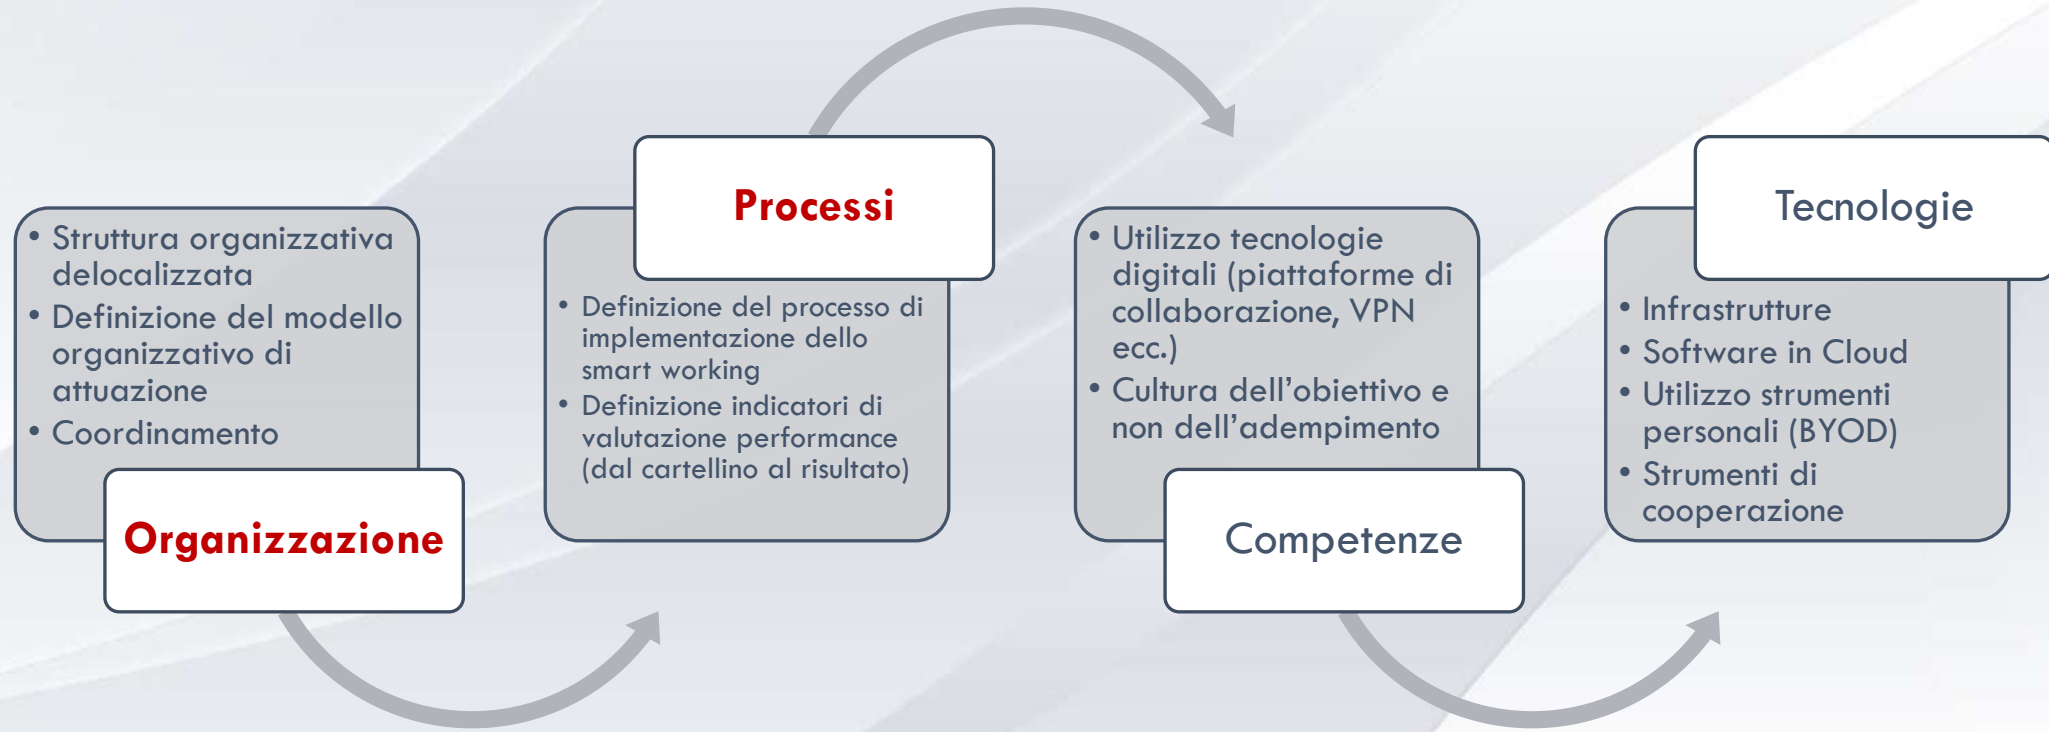 • Struttura organizzativa
delocalizzata
• Definizione del modello
organizzativo di
attuazione
• Coordinamento
Organizzazione
Processi
• Definizione del processo di
implementazione dello
smart working
• Definizione indicatori di
valutazione performance
(dal cartellino al risultato)
• Utilizzo tecnologie
digitali (piattaforme di
collaborazione, VPN
ecc.)
• Cultura dell’obiettivo e
non dell’adempimento
Competenze
Tecnologie
• Infrastrutture
• Software in Cloud
• Utilizzo strumenti
personali (BYOD)
• Strumenti di
cooperazione